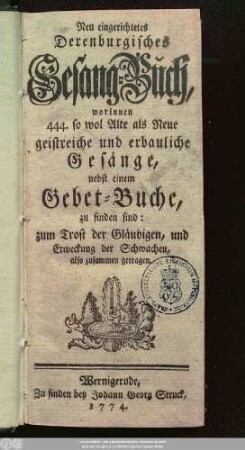 Neu eingerichtetes
Derenburgisches
Gesang-Buch,
worinnen
444. so wol Alte als Neue
geistreiche und erbauliche
Gesänge,
nebst einem
Gebet-Buche,
zu finden sind:
zum Trost der Gläubigen, und
Erweckung der Schwachen,
also zusammen getragen.
Wernigerode,
Zu finden bey Johann Georg Struck,
1774.